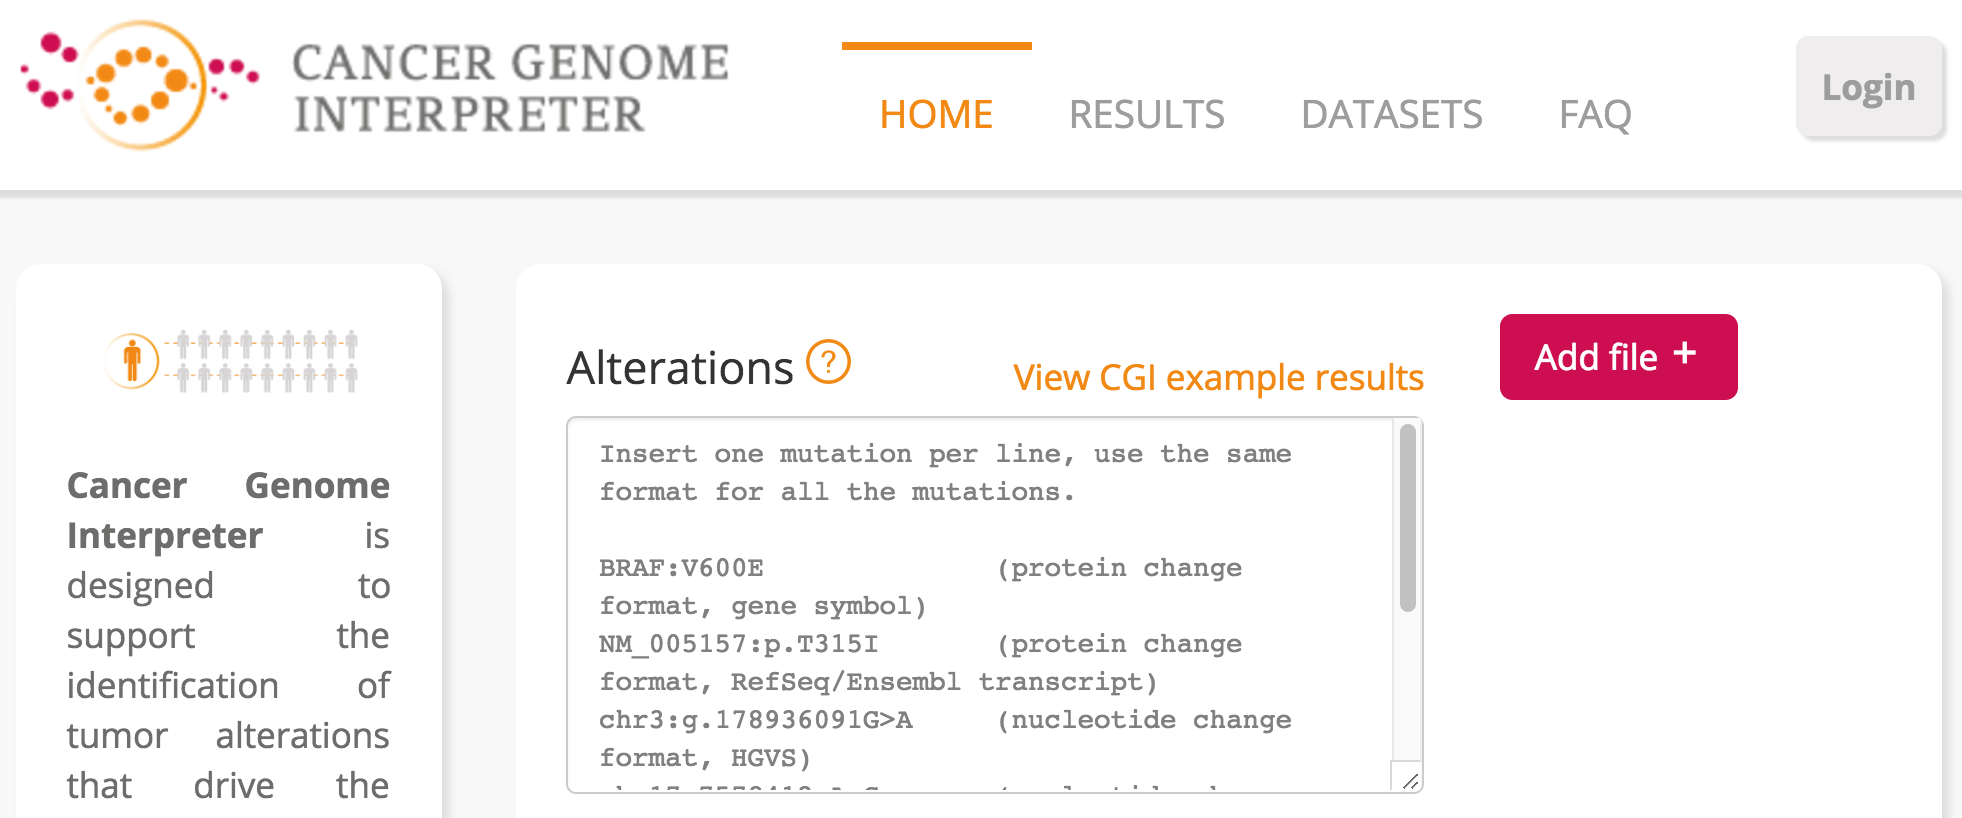 CANCER GENOME
INTERPRETER
HOME RESULTS DATASETS FAQ
Login
Cancer Genome
Interpreter is
designed to
support the
identification of
tumor alterations
that drive the
Alterations ?
View CGI example results
Add file +
Insert one mutation per line, use the same
format for all the mutations.
BRAF:V600E (protein change
format, gene symbol)
NM_005157:p.T315I (protein change
format, RefSeq/Ensembl transcript)
chr3:g.178936091G>A (nucleotide change
format, HGVS)